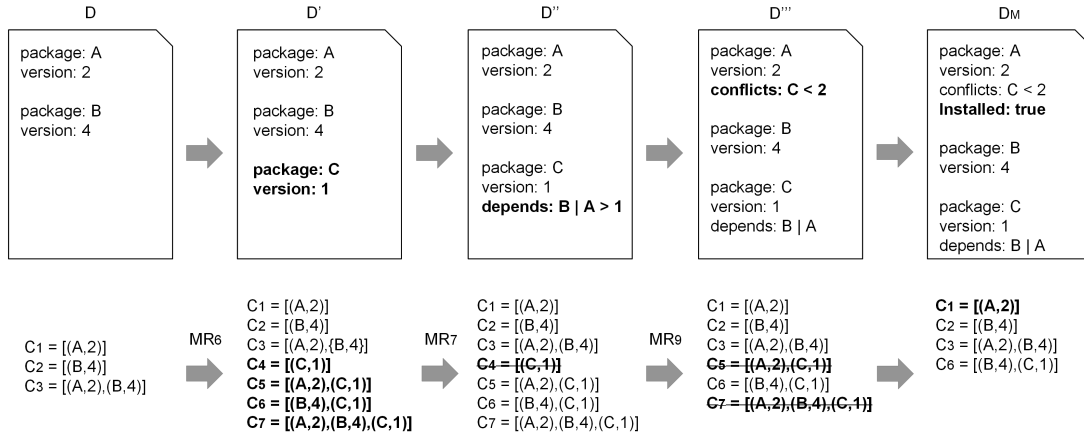 D
package: A
version: 2
package: B
version: 4
D'
package: A
version: 2
package: B
version: 4
package: C
version: 1
D''
package: A
version: 2
package: B
version: 4
package: C
version: 1
depends: B | A > 1
D'''
package: A
version: 2
conflicts: C < 2
package: B
version: 4
package: C
version: 1
depends: B | A
DM
package: A
version: 2
conflicts: C < 2
Installed: true
package: B
version: 4
package: C
version: 1
depends: B | A
C1 = [(A,2)]
C2 = [(B,4)]
C3 = [(A,2),(B,4)]
MR6
C1 = [(A,2)]
C2 = [(B,4)]
C3 = [(A,2),{B,4}]
C4 = [(C,1)]
C5 = [(A,2),(C,1)]
C6 = [(B,4),(C,1)]
C7 = [(A,2),(B,4),(C,1)]
MR7
C1 = [(A,2)]
C2 = [(B,4)]
C3 = [(A,2),(B,4)]
C4 = [(C,1)]
C5 = [(A,2),(C,1)]
C6 = [(B,4),(C,1)]
C7 = [(A,2),(B,4),(C,1)]
MR9
C1 = [(A,2)]
C2 = [(B,4)]
C3 = [(A,2),(B,4)]
C5 = [(A,2),(C,1)]
C6 = [(B,4),(C,1)]
C7 = [(A,2),(B,4),(C,1)]
C1 = [(A,2)]
C2 = [(B,4)]
C3 = [(A,2),(B,4)]
C6 = [(B,4),(C,1)]